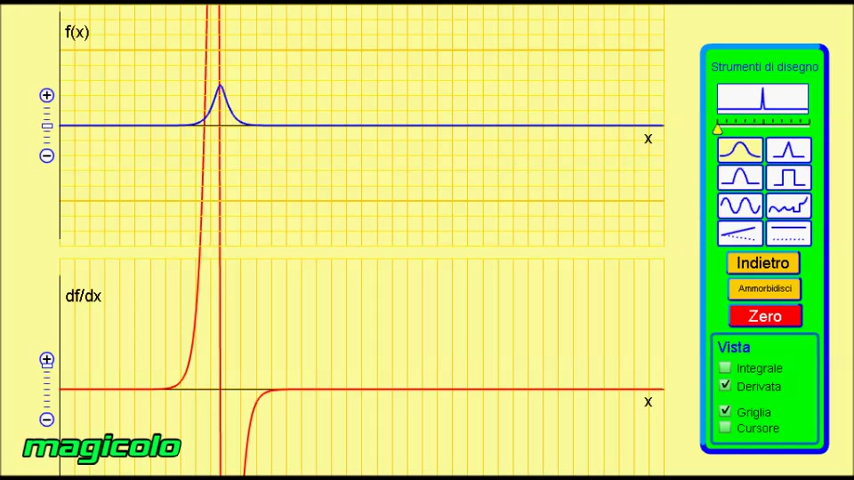 f(x)
x
df/dx
x
magicolo
Strumenti di disegno
Indietro
Ammorbidisci
Zero
Vista
Integrale
Derivata
Griglia
Cursore